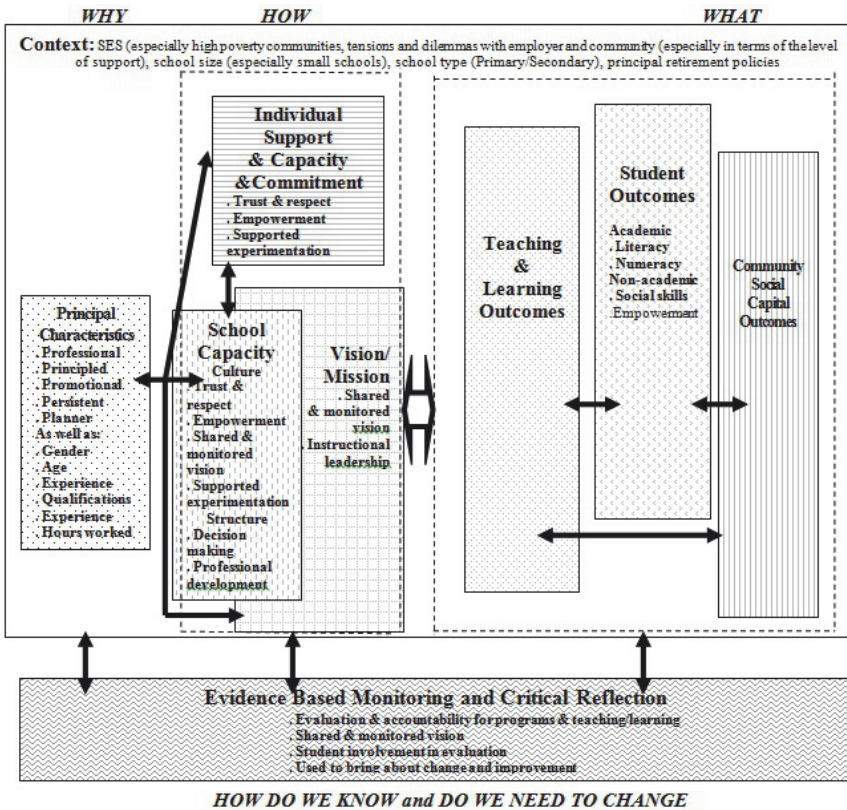 WHY HOW WHAT
Context: SES (especially high poverty communities, tensions and dilemmas with employer and community (especially in terms of the level
of support), school size (especially small schools), school type (Primary/Secondary), principal retirement policies
Principal
Characteristics
. Professional
. Principled
. Promotional
. Persistent
. Planner
As well as:
. Gender
. Age
. Experience
. Qualifications
. Experience
. Hours worked
Individual
Support
& Capacity
&Commitment
. Trust & respect
. Empowerment
. Supported
experimentation
School
Capacity
Culture
. Trust &
respect
. Empowerment
. Shared &
monitored
vision
. Supported
experimentation
Structure
. Decision
making
. Professional
development
Vision/
Mission
. Shared
& monitored
vision
. Instructional
leadership
Teaching
&
Learning
Outcomes
Student
Outcomes
Academic
. Literacy
. Numeracy
Non-academic
. Social skills
. Empowerment
Community
Social
Capital
Outcomes
Evidence Based Monitoring and Critical Reflection
. Evaluation & accountability for programs & teaching/learning
. Shared & monitored vision
. Student involvement in evaluation
. Used to bring about change and improvement
HOW DO WE KNOW and DO WE NEED TO CHANGE